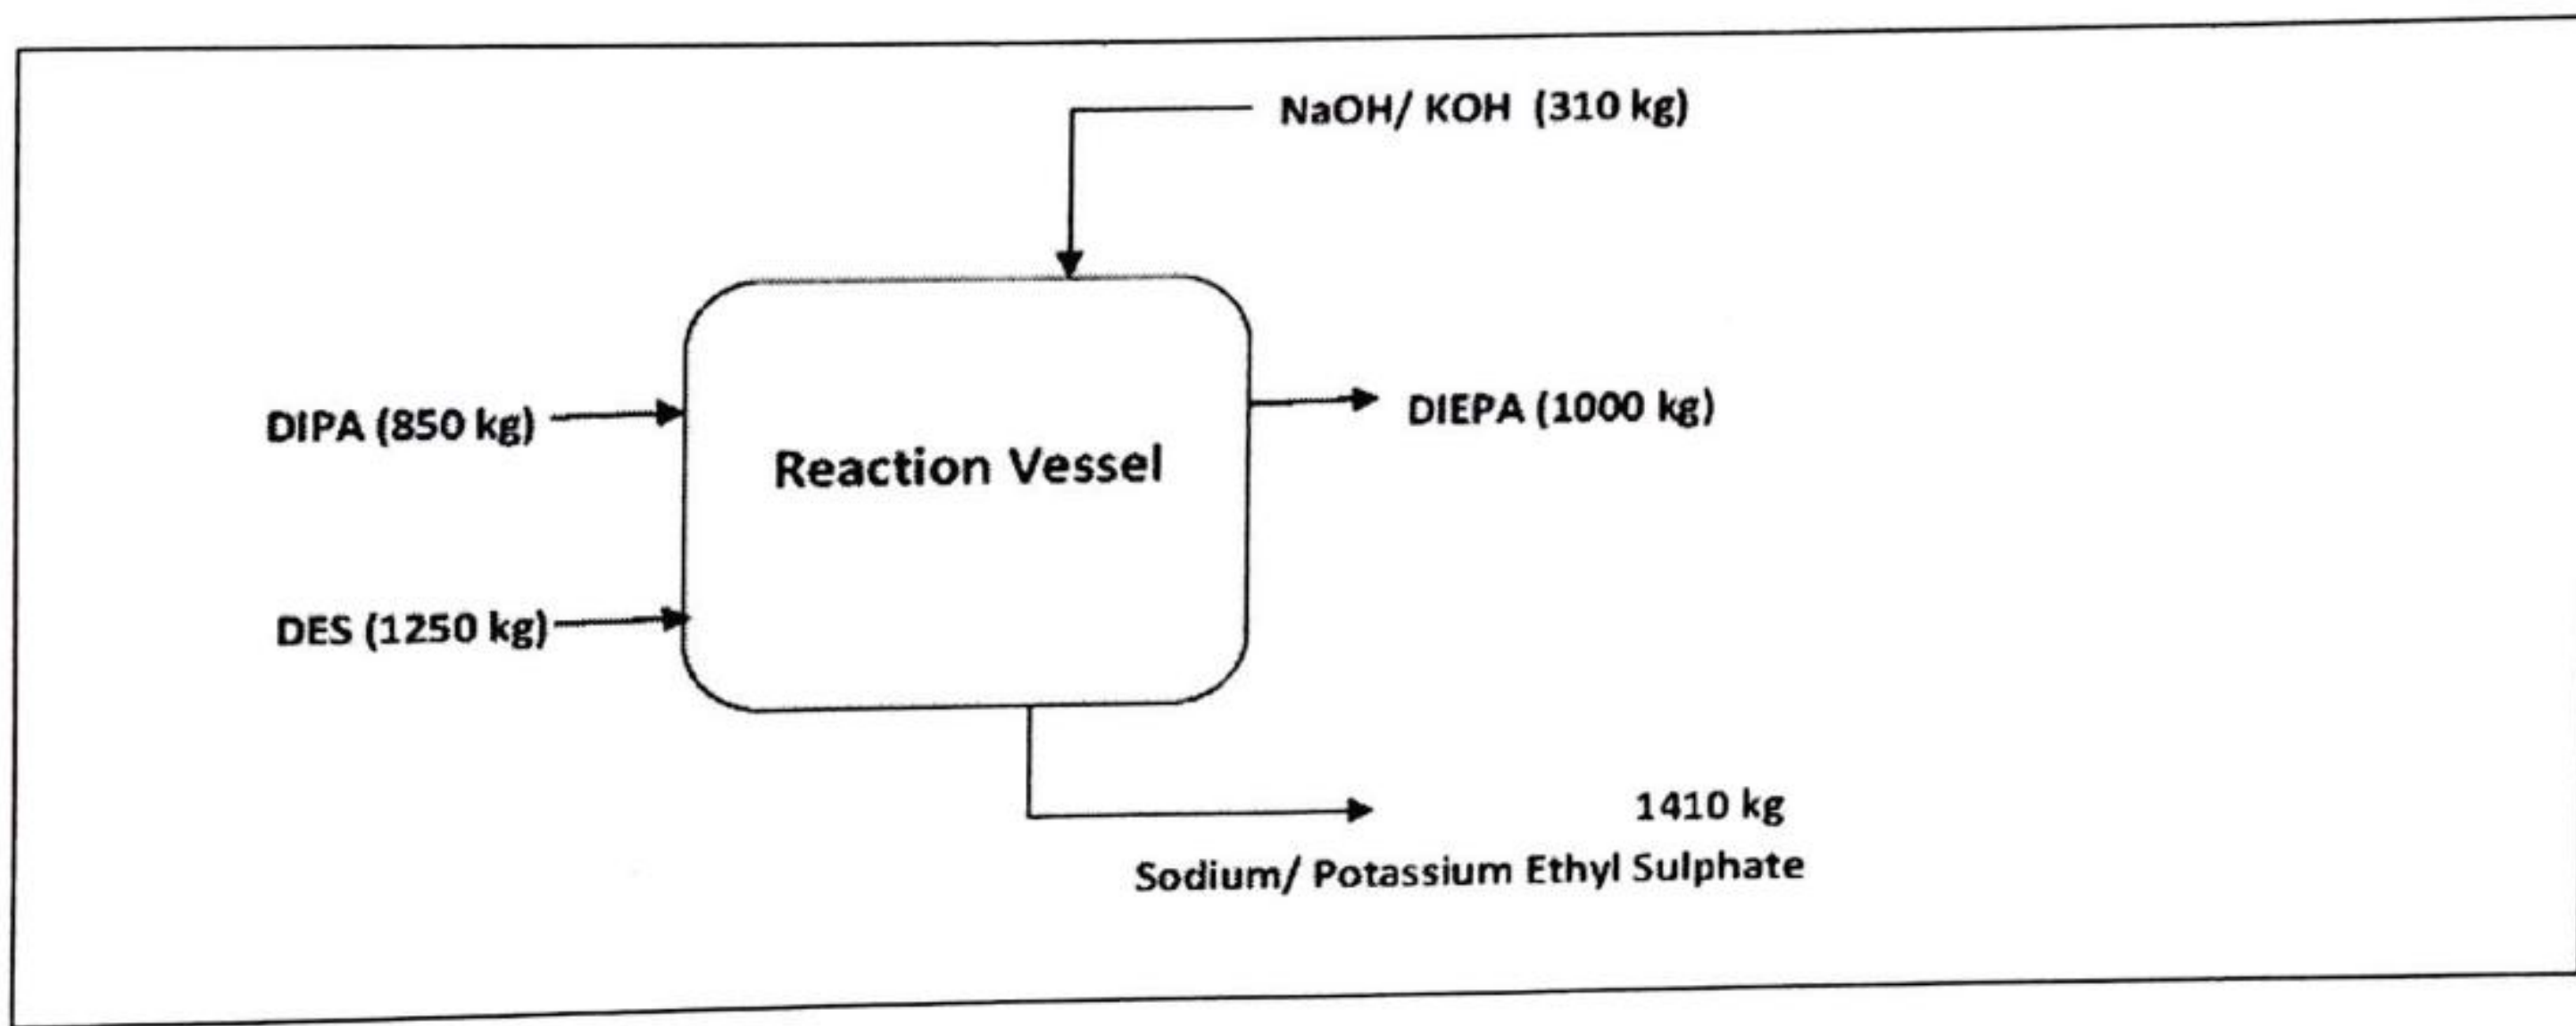 NaOH/ KOH (310 kg)
DIPA (850 kg)
DIEPA (1000 kg)
Reaction Vessel
DES (1250 kg)
1410 kg
Sodium/ Potassium Ethyl Sulphate